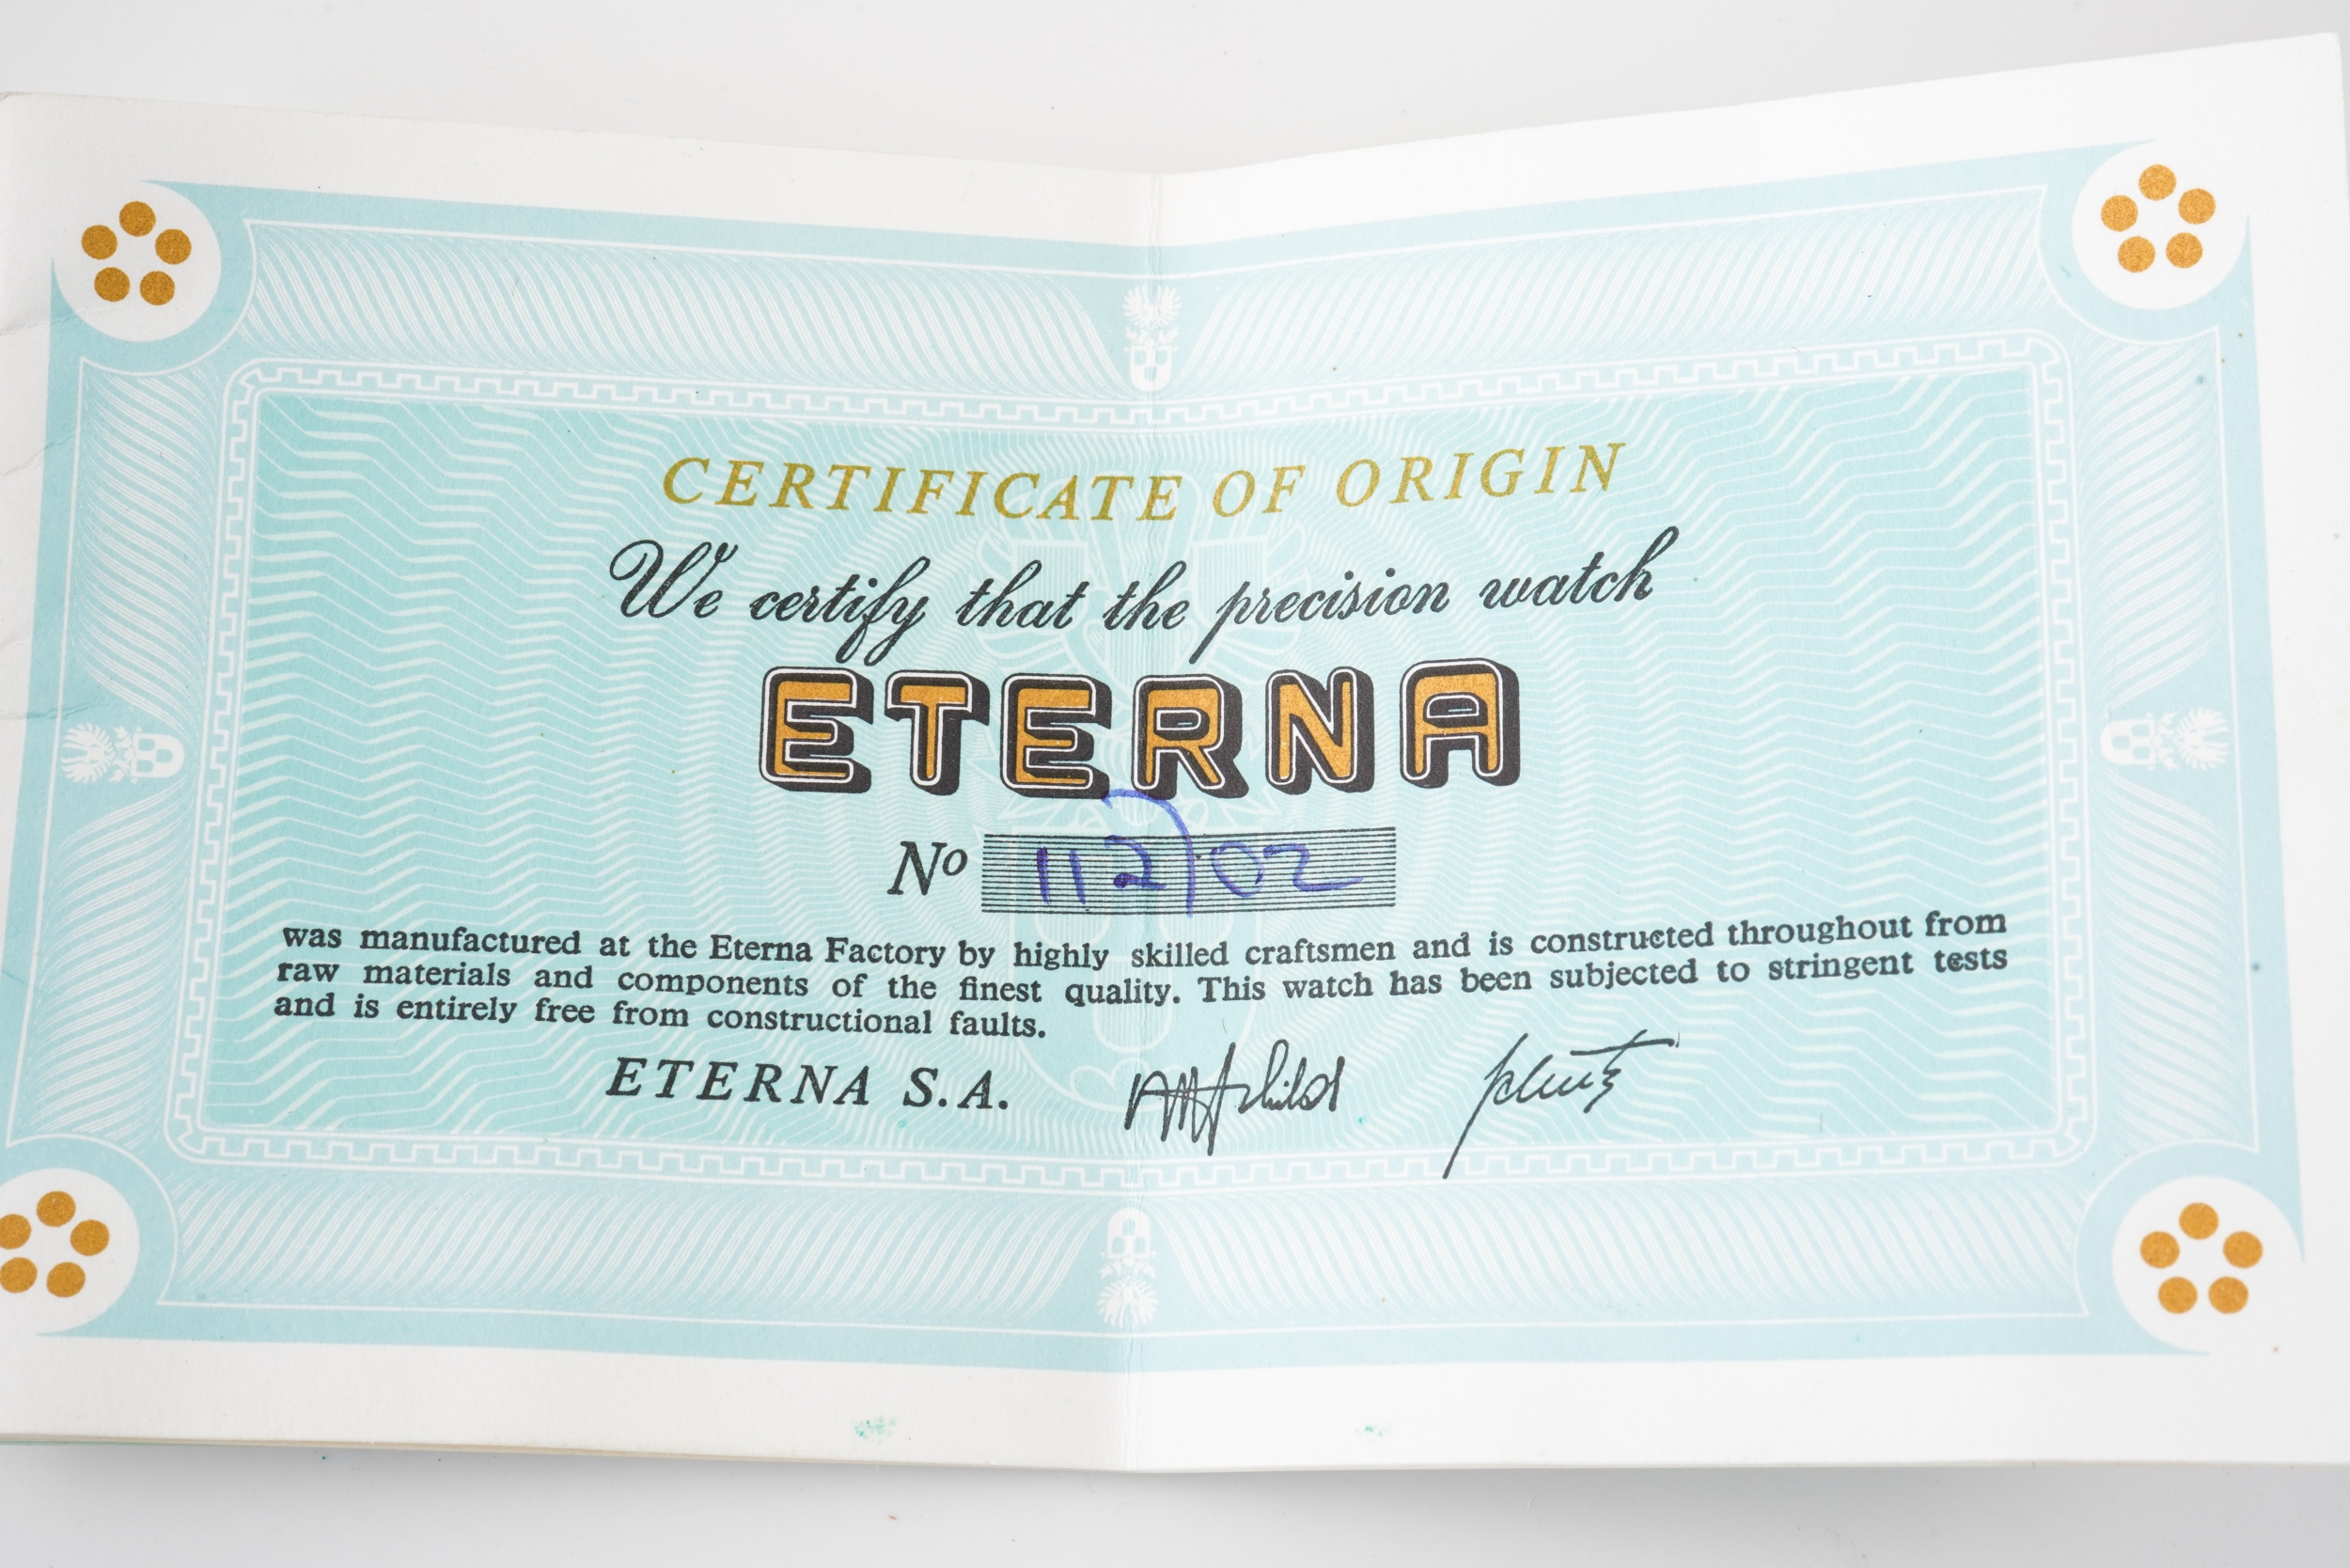 CERTIFICATE OF ORIGIN
We certify that the precision watch
ETERNA
No
was manufactured at the Eterna Factory by highly skilled craftsmen and is constructed throughout from
raw materials and components of the finest quality. This watch has been subjected to stringent tests
and is entirely free from constructional faults.
ETERNA S.A.